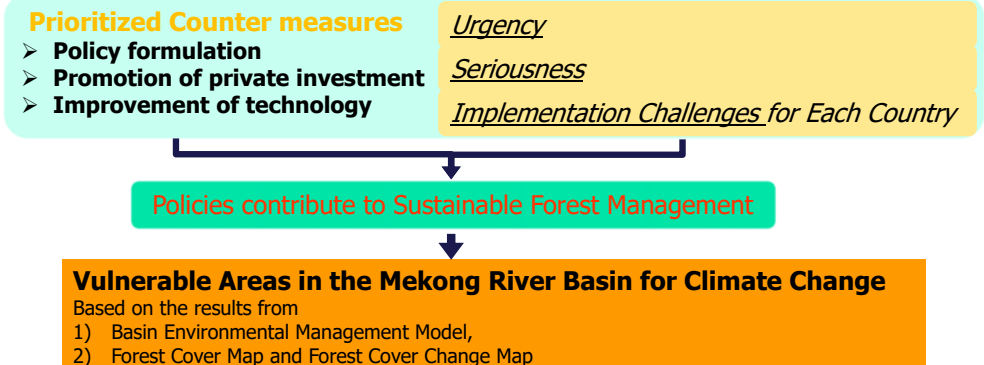 Prioritized Counter measures
➢ Policy formulation
➢ Promotion of private investment
➢ Improvement of technology
Urgency
Seriousness
Implementation Challenges for Each Country
Policies contribute to Sustainable Forest Management
Vulnerable Areas in the Mekong River Basin for Climate Change
Based on the results from
1) Basin Environmental Management Model,
2) Forest Cover Map and Forest Cover Change Map